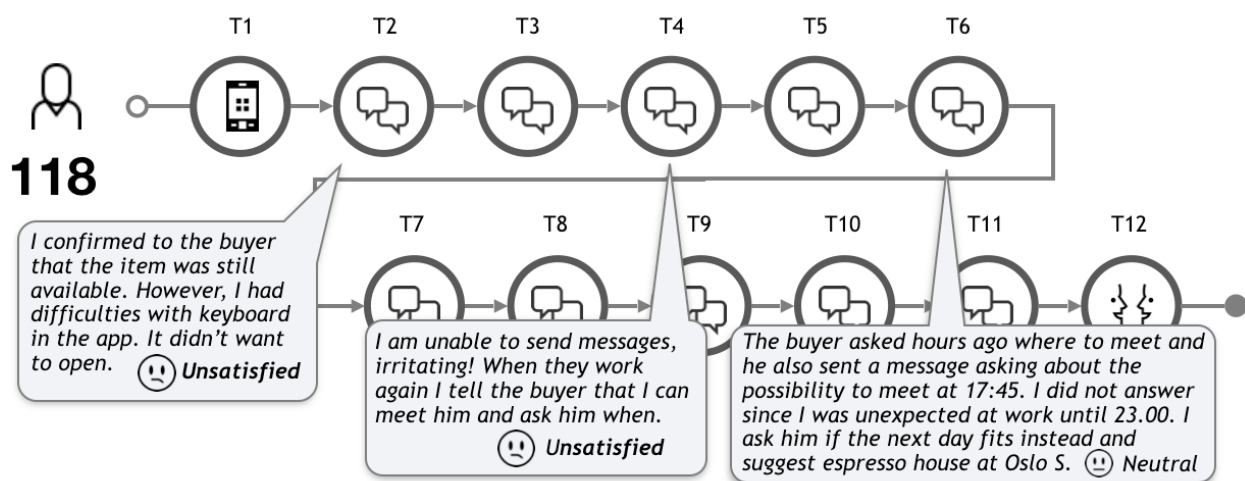 T1 T2 T3 T4 T5 T6
118
I confirmed to the buyer
that the item was still
available. However, I had
difficulties with keyboard
in the app. It didn't want
to open. Unsatisfied
T7 T8 T9 T10 T11 T12
I am unable to send messages,
irritating! When they work
again I tell the buyer that I can
meet him and ask him when.
Unsatisfied
The buyer asked hours ago where to meet and
he also sent a message asking about the
possibility to meet at 17:45. I did not answer
since I was unexpected at work until 23.00. I
ask him if the next day fits instead and
suggest espresso house at Oslo S. Neutral